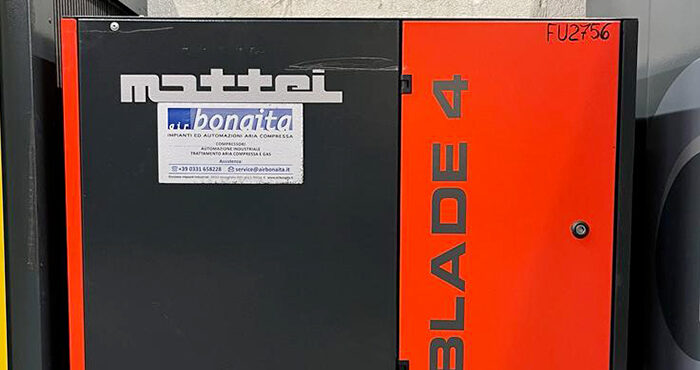 FU2756
mattei
air bonaita
IMPIANTI ED AUTOMAZIONI ARIA COMPRESSA
COMPRESSORI
AUTOMAZIONE INDUSTRIALE
TRATTAMENTO ARIA COMPRESSA E GAS
Assistenza:
+39 0331 658228 service@airbonaita.it
BLADE 4